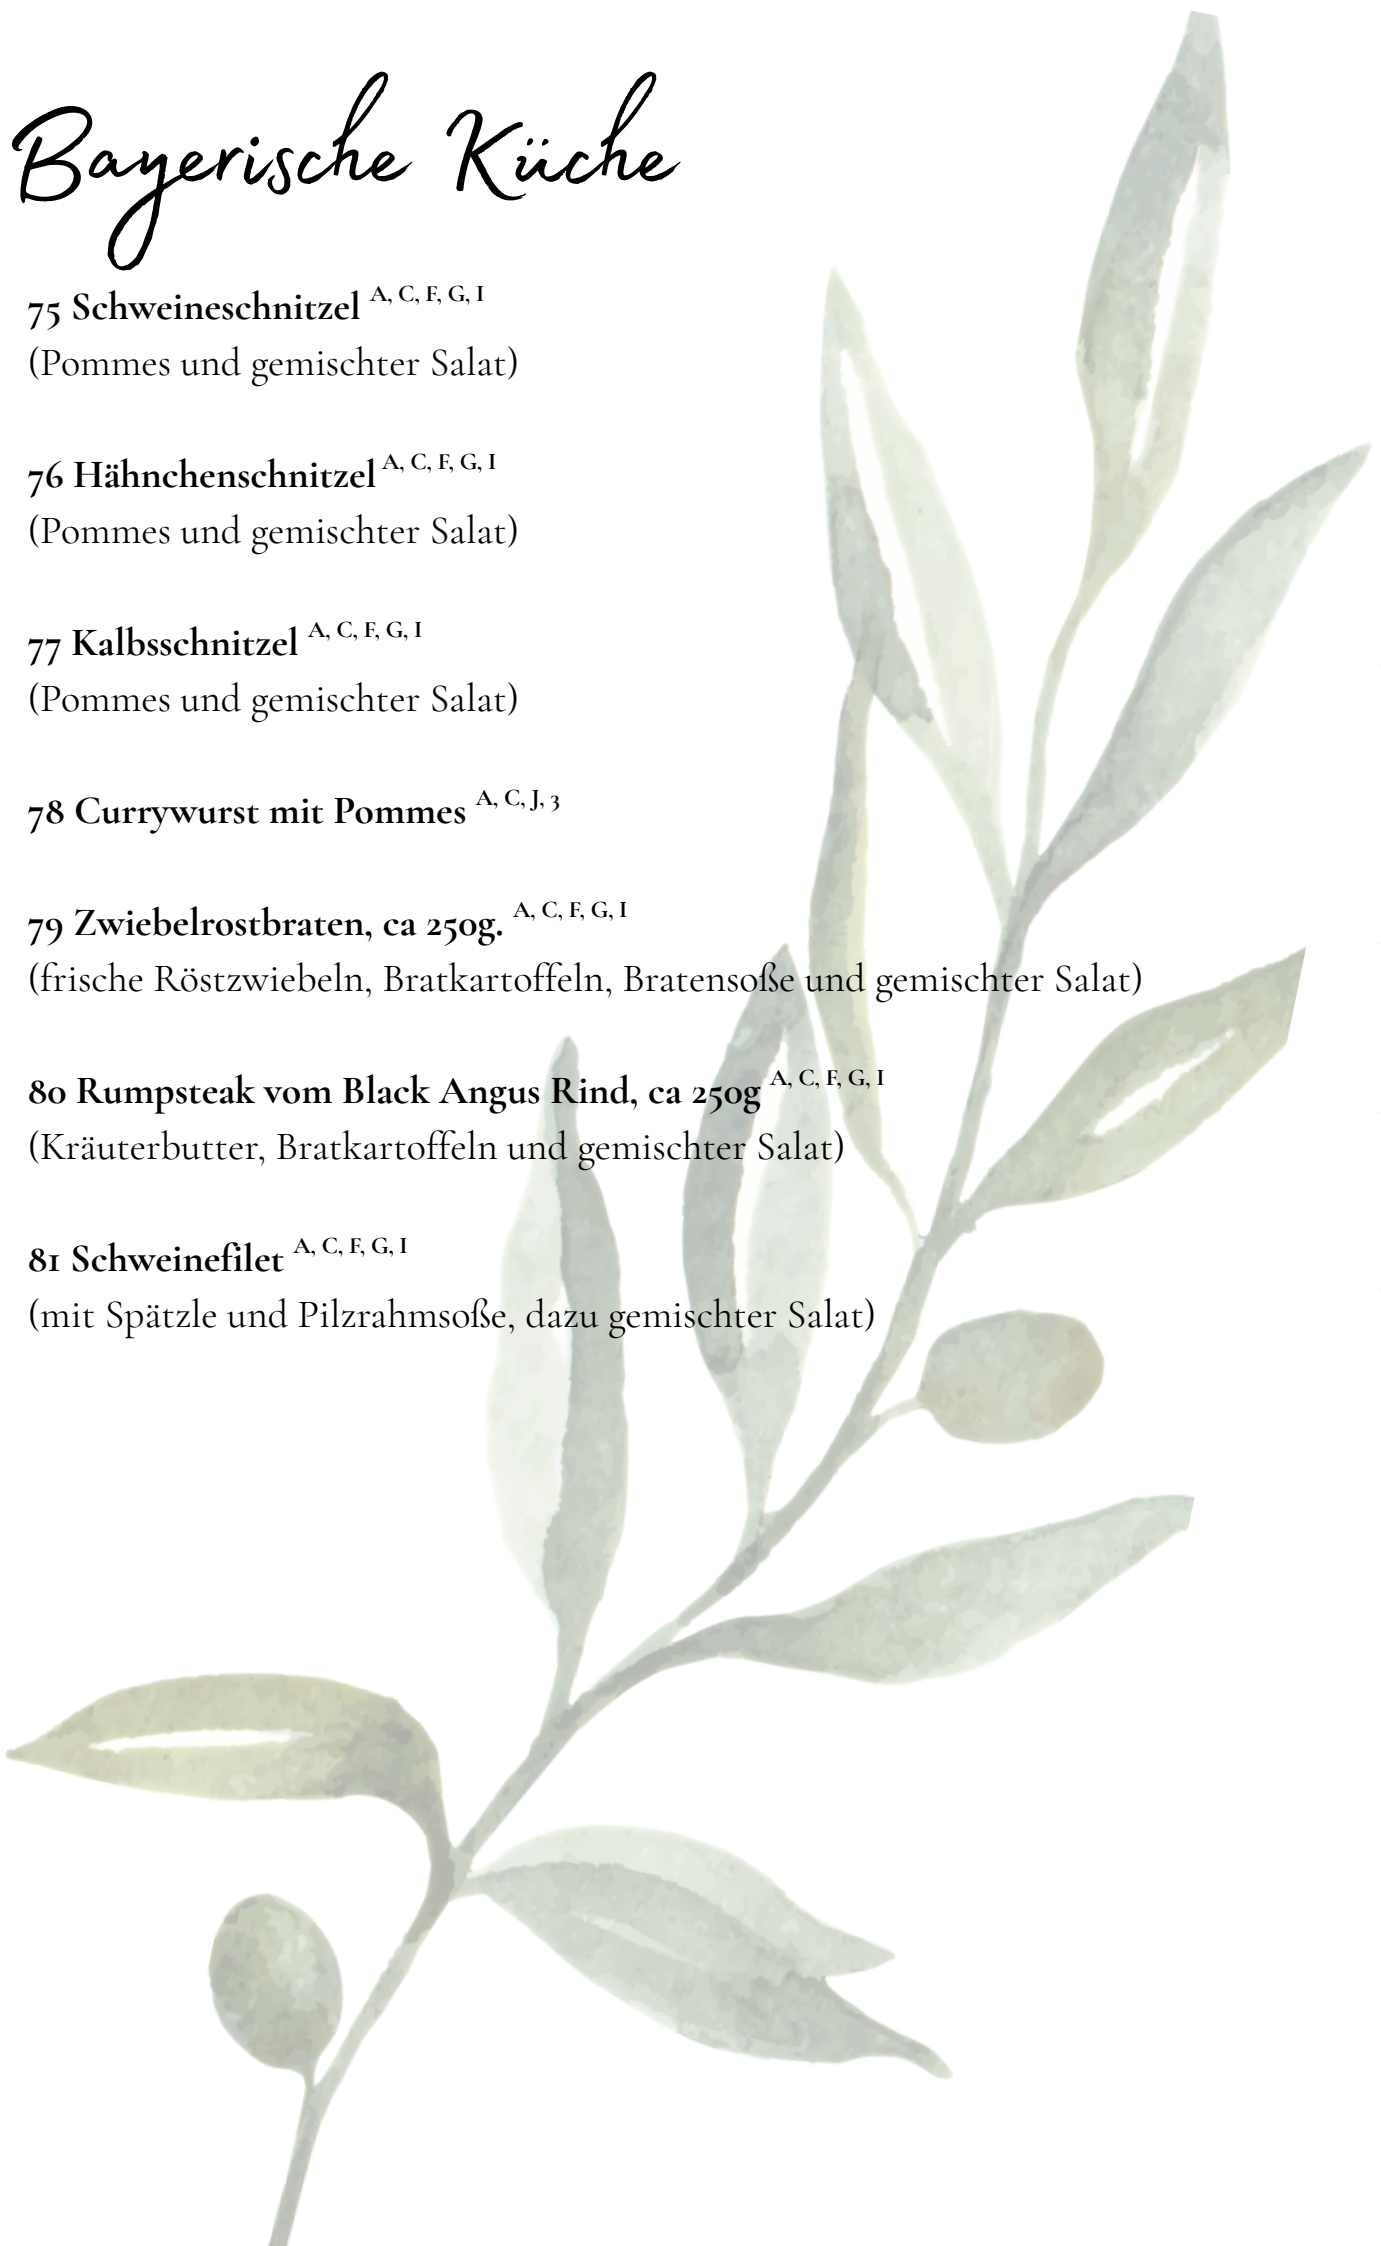 Bayerische Küche
75 Schweineschnitzel A, C, F, G, I
(Pommes und gemischter Salat)
76 Hähnchenschnitzel A, C, F, G, I
(Pommes und gemischter Salat)
77 Kalbsschnitzel A, C, F, G, I
(Pommes und gemischter Salat)
78 Currywurst mit Pommes A, C, J, 3
79 Zwiebelrostbraten, ca 250g. A, C, F, G, I
(frische Röstzwiebeln, Bratkartoffeln, Bratensoße und gemischter Salat)
80 Rumpsteak vom Black Angus Rind, ca 250g A, C, F, G, I
(Kräuterbutter, Bratkartoffeln und gemischter Salat)
81 Schweinefilet A, C, F, G, I
(mit Spätzle und Pilzrahmsoße, dazu gemischter Salat)